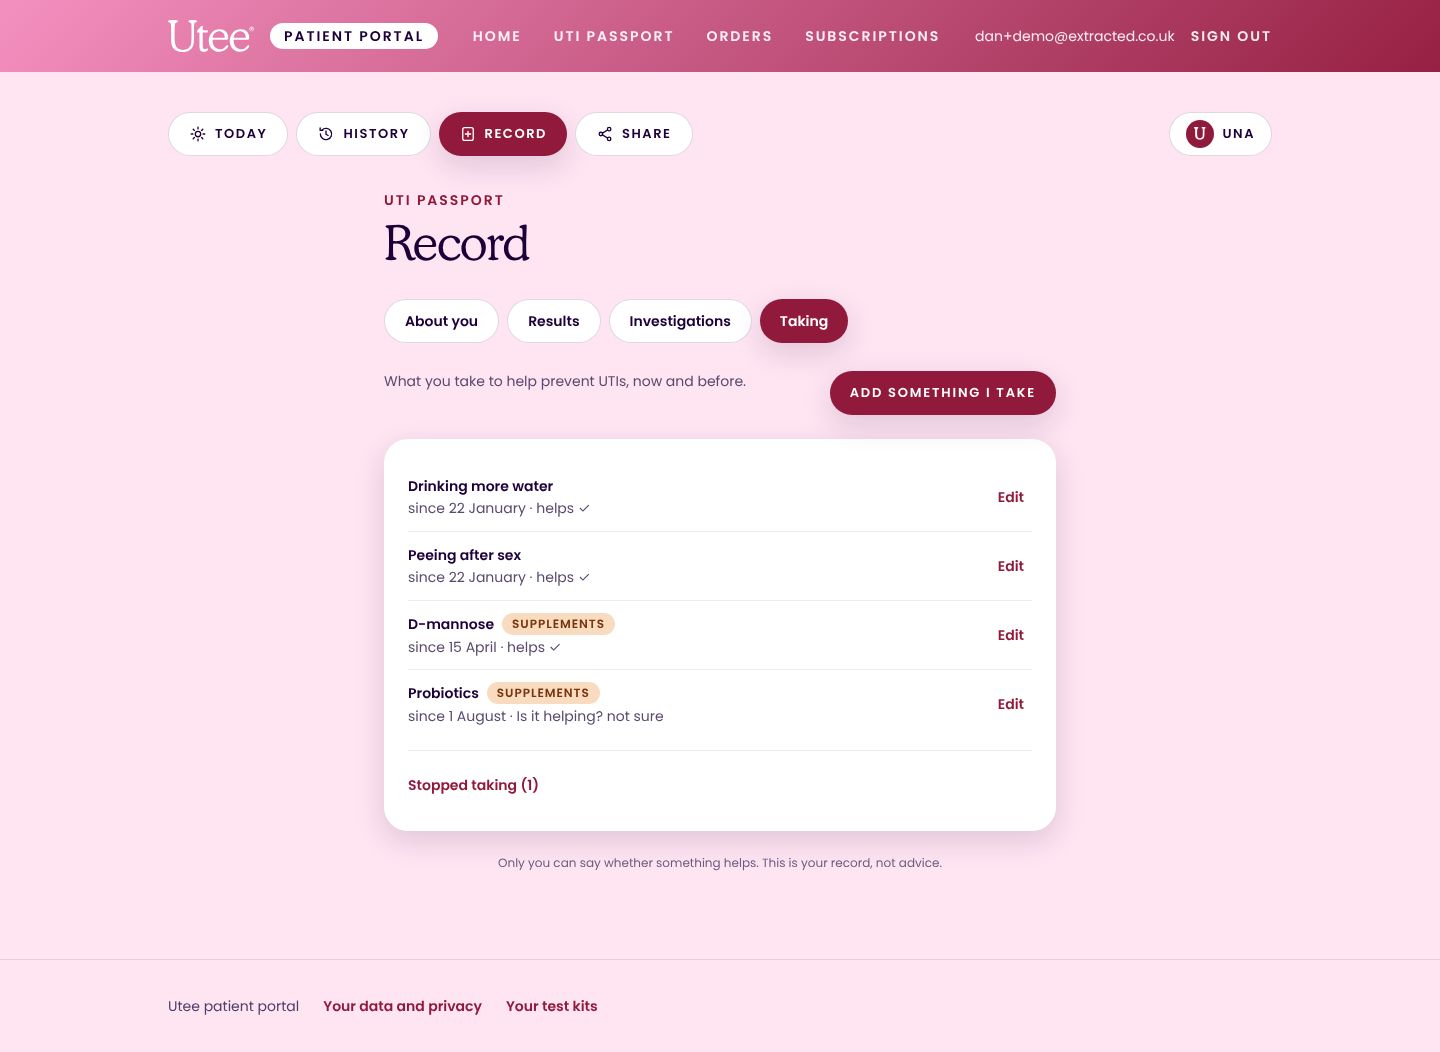 Utee®
PATIENT PORTAL
HOME
UTI PASSPORT
ORDERS
SUBSCRIPTIONS
dan+demo@extracted.co.uk
SIGN OUT
TODAY
HISTORY
RECORD
SHARE
U
UNA
UTI PASSPORT
Record
About you
Results
Investigations
Taking
What you take to help prevent UTIs, now and before.
ADD SOMETHING I TAKE
Drinking more water
since 22 January · helps ✓
Edit
Peeing after sex
since 22 January · helps ✓
Edit
D-mannose SUPPLEMENTS
since 15 April · helps ✓
Edit
Probiotics SUPPLEMENTS
since 1 August · Is it helping? not sure
Edit
Stopped taking (1)
Only you can say whether something helps. This is your record, not advice.
Utee patient portal
Your data and privacy
Your test kits